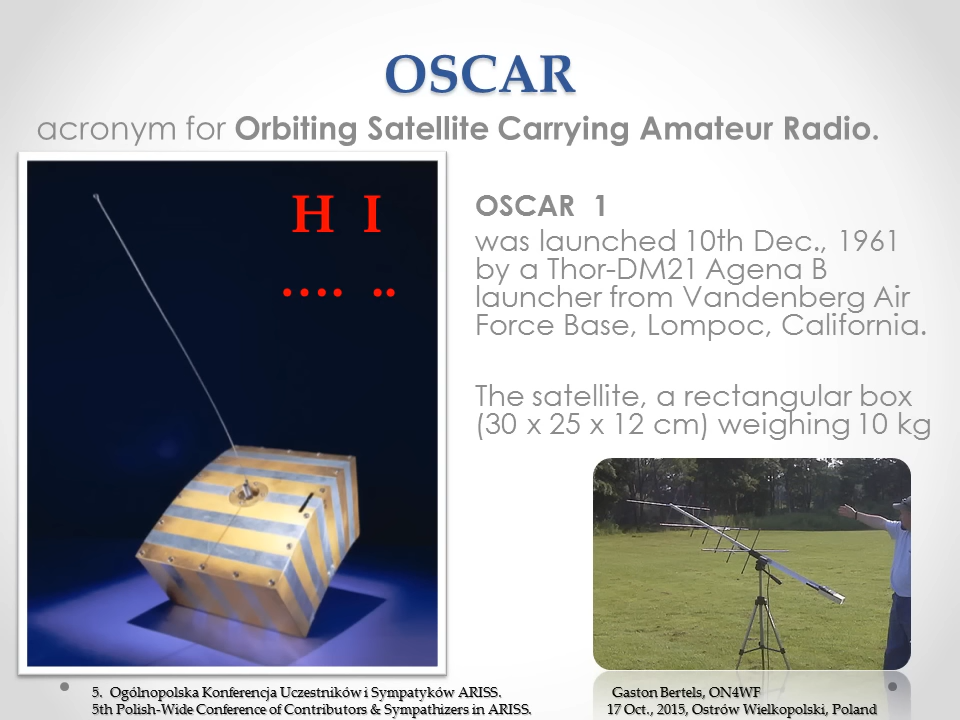 OSCAR
acronym for Orbiting Satellite Carrying Amateur Radio.
H I
.... ..
OSCAR 1
was launched 10th Dec., 1961
by a Thor-DM21 Agena B
launcher from Vandenberg Air
Force Base, Lompoc, California.
The satellite, a rectangular box
(30 x 25 x 12 cm) weighing 10 kg
5. Ogólnopolska Konferencja Uczestników i Sympatyków ARISS. Gaston Bertels, ON4WF
5th Polish-Wide Conference of Contributors & Sympathizers in ARISS. 17 Oct., 2015, Ostrów Wielkopolski, Poland